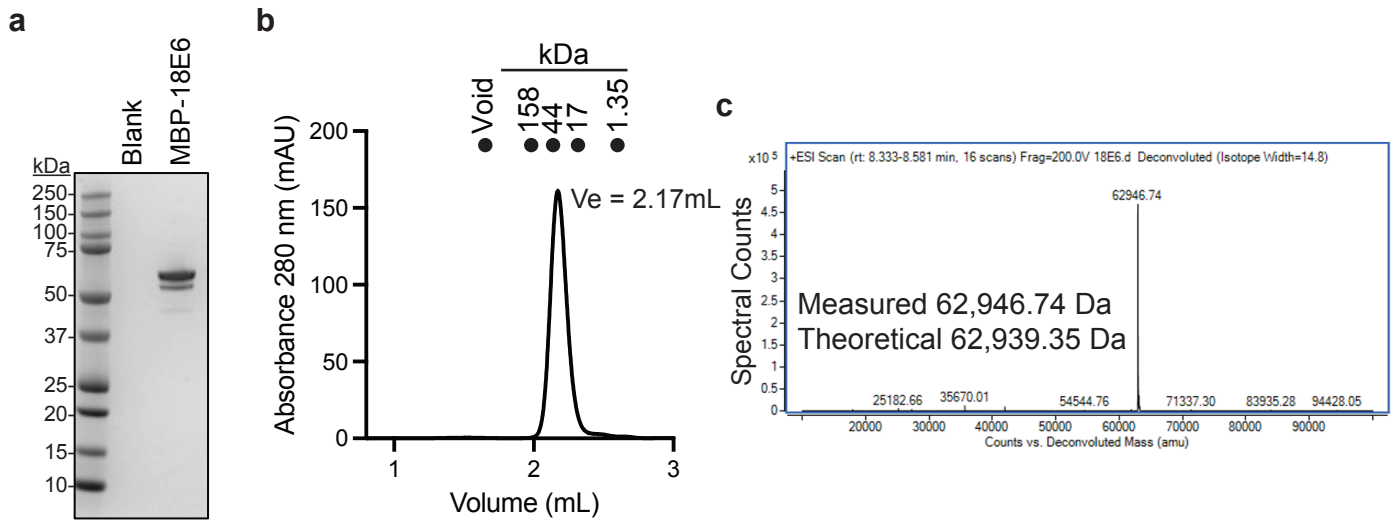 a
Blank
MBP-18E6
kDa
250
150
100
75
50
37
25
20
15
10
b
kDa
Void
158
44
17
1.35
Absorbance 280 nm (mAU)
200
150
100
50
0
Ve = 2.17mL
1
2
3
Volume (mL)
c
x10 5
+ESI Scan (rt: 8.333-8.581 min, 16 scans) Frag=200.0V 18E6.d Deconvoluted (Isotope Width=14.8)
Spectral Counts
5
4.5
4
3.5
3
2.5
2
1.5
1
0.5
0
62946.74
Measured 62,946.74 Da
Theoretical 62,939.35 Da
25182.66
35670.01
54544.76
71337.30
83935.28
94428.05
20000
30000
40000
50000
60000
70000
80000
90000
Counts vs. Deconvoluted Mass (amu)